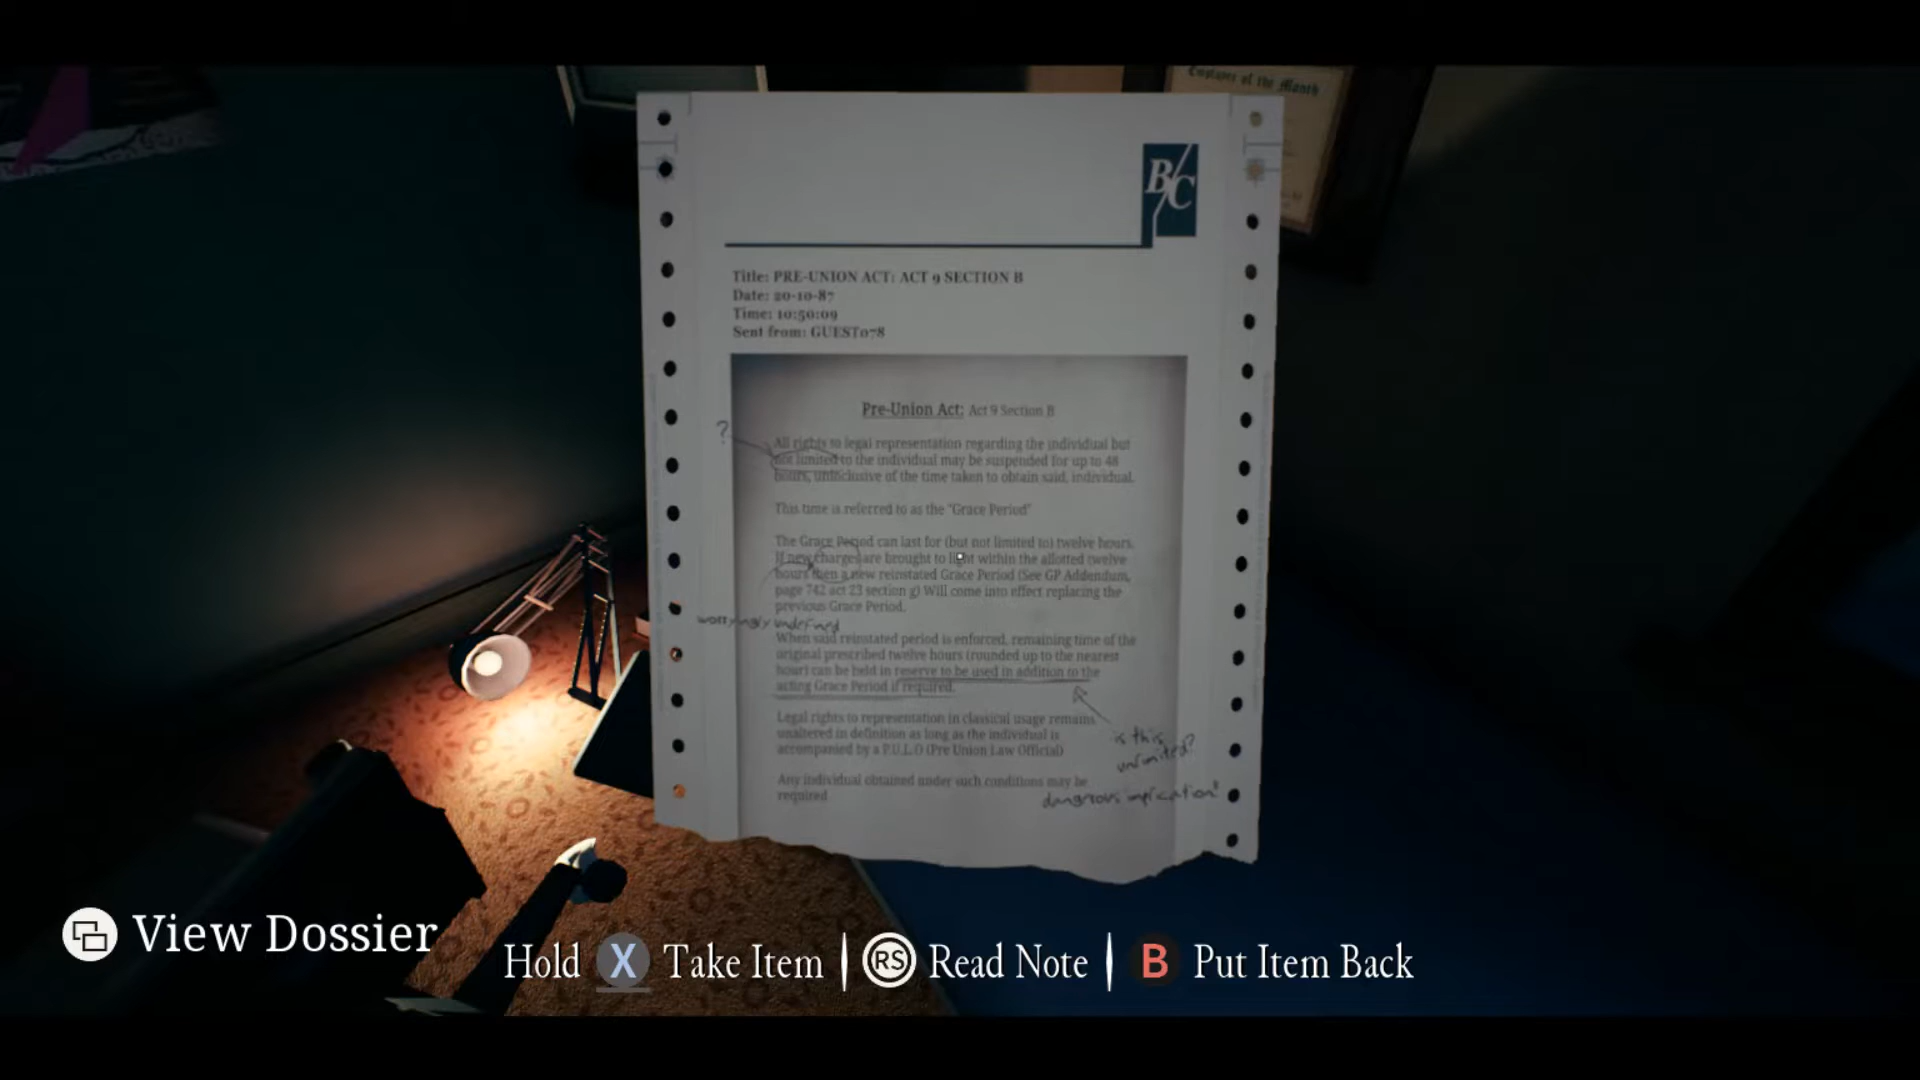 Employee of the Month
B/C
Title: PRE-UNION ACT: ACT 9 SECTION B
Date: 20-10-87
Time: 10:50:09
Sent from: GUEST078
Pre-Union Act: Act 9 Section B
?
All rights to legal representation regarding the individual but
not limited to the individual may be suspended for up to 48
hours, uninclusive of the time taken to obtain said, individual.
This time is referred to as the "Grace Period"
The Grace Period can last for (but not limited to) twelve hours.
If new charges are brought to light within the allotted twelve
hours then a new reinstated Grace Period (See GP Addendum,
page 742 act 23 section g) Will come into effect replacing the
previous Grace Period.
worryingly undefined
When said reinstated period is enforced, remaining time of the
original prescribed twelve hours (rounded up to the nearest
hour) can be held in reserve to be used in addition to the
acting Grace Period if required.
Legal rights to representation in classical usage remains
unaltered in definition as long as the individual is
accompanied by a P.U.L.O (Pre Union Law Official)
is this
unlimited?
Any individual obtained under such conditions may be
required
dangerous implication
View Dossier
Hold X Take Item | RS Read Note | B Put Item Back